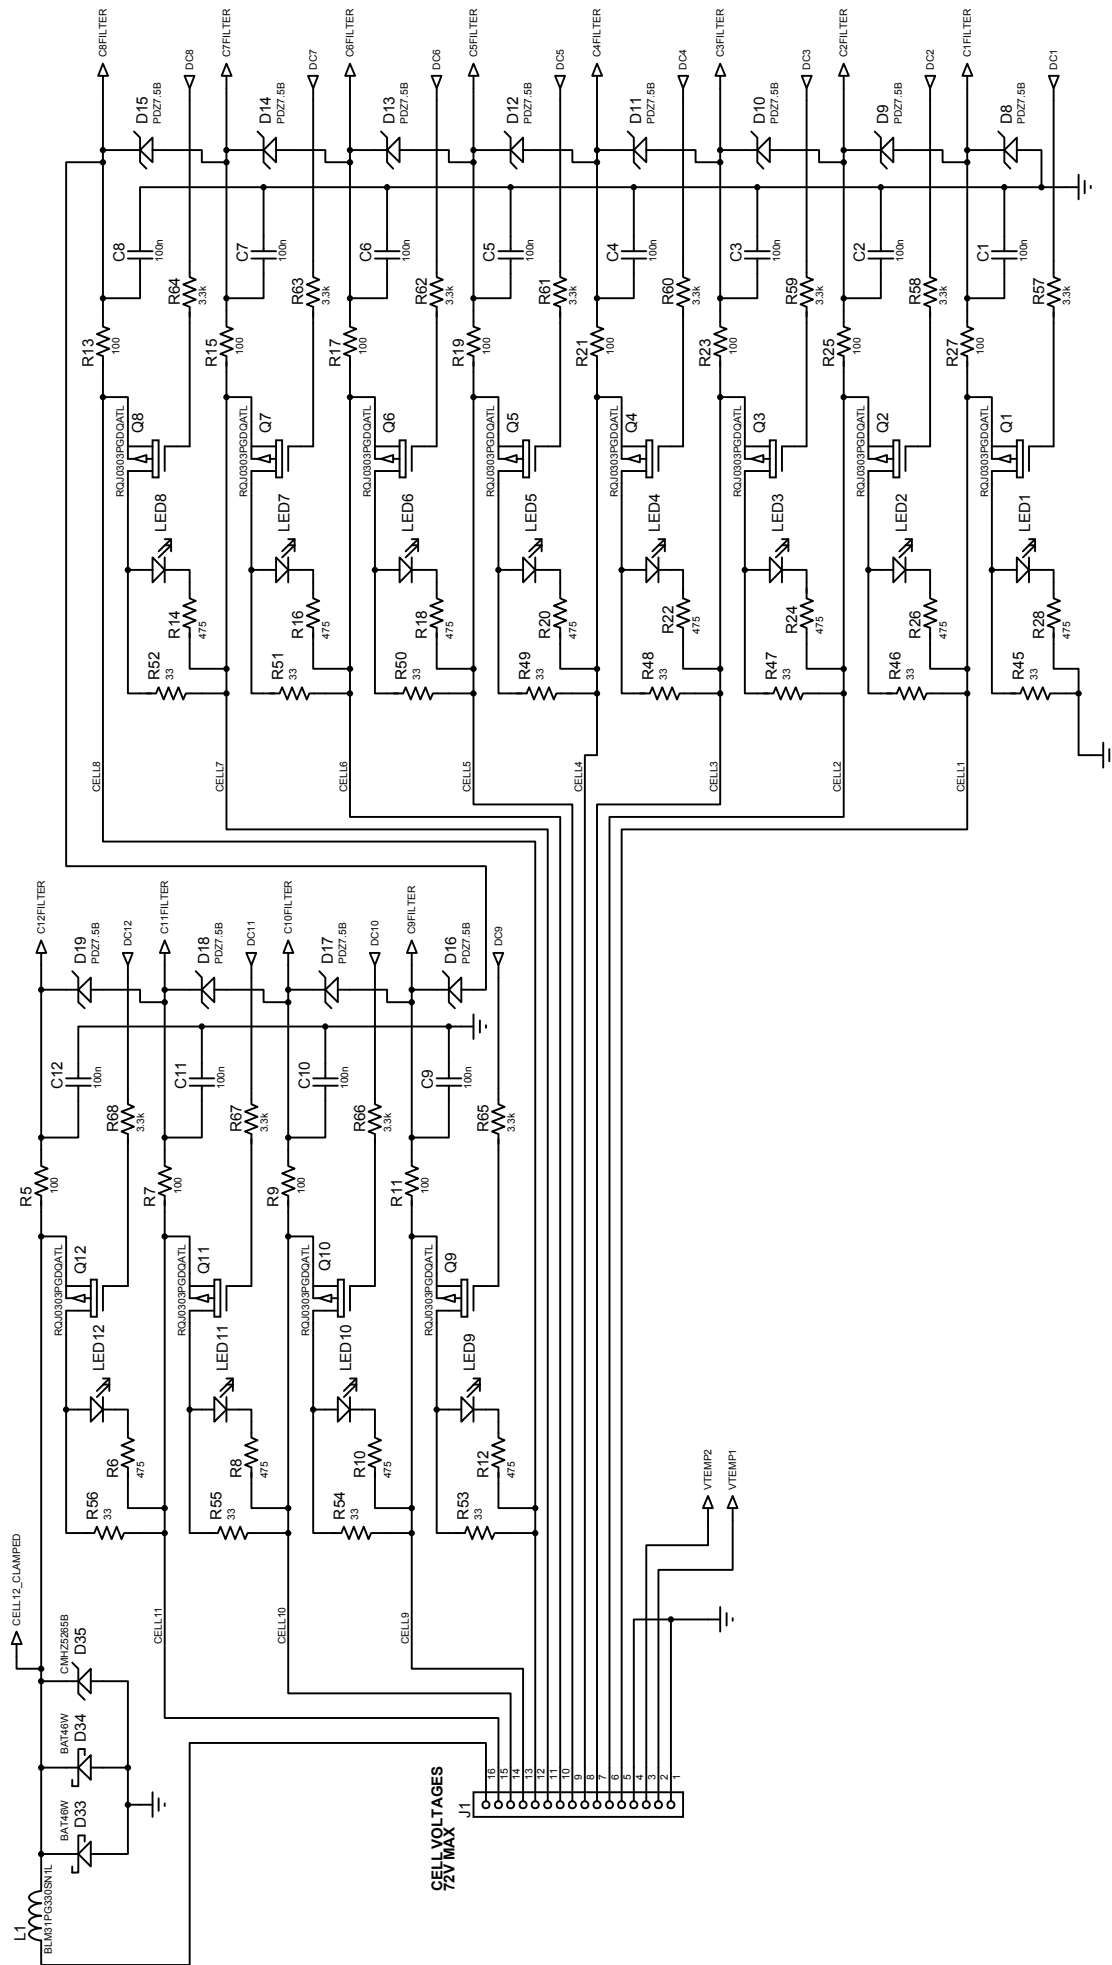 L1
BLM31PG330SN1L
BAT46W
D33
BAT46W
D34
CMHZ5265B
D35
CELL12_CLAMPED
CELL VOLTAGES
72V MAX
J1
16
15
14
13
12
11
10
9
8
7
6
5
4
3
2
1
VTEMP2
VTEMP1
R56
33
R6
475
LED12
RQJ0303PGDQATL
Q12
R5
100
R68
3.3k
C12
100n
D19
PDZ7.5B
C12FILTER
DC12
CELL11
R55
33
R8
475
LED11
RQJ0303PGDQATL
Q11
R7
100
R67
3.3k
C11
100n
D18
PDZ7.5B
C11FILTER
DC11
CELL10
R54
33
R10
475
LED10
RQJ0303PGDQATL
Q10
R9
100
R66
3.3k
C10
100n
D17
PDZ7.5B
C10FILTER
DC10
CELL9
R53
33
R12
475
LED9
RQJ0303PGDQATL
Q9
R11
100
R65
3.3k
C9
100n
D16
PDZ7.5B
C9FILTER
DC9
CELL8
R52
33
R14
475
LED8
RQJ0303PGDQATL
Q8
R13
100
R64
3.3k
C8
100n
D15
PDZ7.5B
C8FILTER
DC8
CELL7
R51
33
R16
475
LED7
RQJ0303PGDQATL
Q7
R15
100
R63
3.3k
C7
100n
D14
PDZ7.5B
C7FILTER
DC7
CELL6
R50
33
R18
475
LED6
RQJ0303PGDQATL
Q6
R17
100
R62
3.3k
C6
100n
D13
PDZ7.5B
C6FILTER
DC6
CELL5
R49
33
R20
475
LED5
RQJ0303PGDQATL
Q5
R19
100
R61
3.3k
C5
100n
D12
PDZ7.5B
C5FILTER
DC5
CELL4
R48
33
R22
475
LED4
RQJ0303PGDQATL
Q4
R21
100
R60
3.3k
C4
100n
D11
PDZ7.5B
C4FILTER
DC4
CELL3
R47
33
R24
475
LED3
RQJ0303PGDQATL
Q3
R23
100
R59
3.3k
C3
100n
D10
PDZ7.5B
C3FILTER
DC3
CELL2
R46
33
R26
475
LED2
RQJ0303PGDQATL
Q2
R25
100
R58
3.3k
C2
100n
D9
PDZ7.5B
C2FILTER
DC2
CELL1
R45
33
R28
475
LED1
RQJ0303PGDQATL
Q1
R27
100
R57
3.3k
C1
100n
D8
PDZ7.5B
C1FILTER
DC1